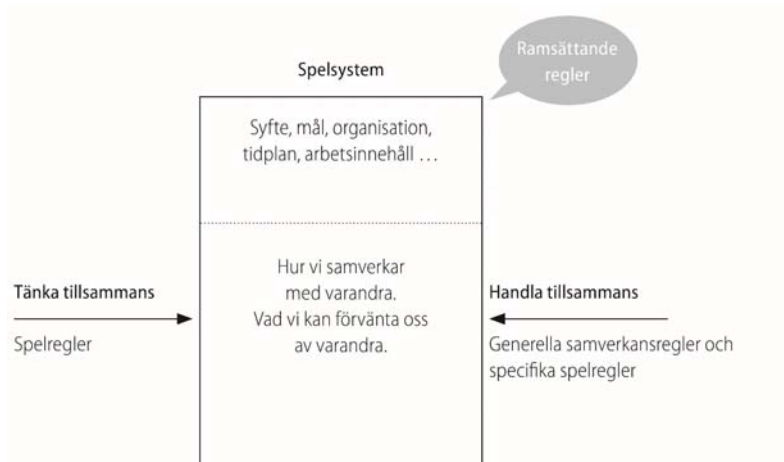 Ramsättande
regler
Spelsystem
Syfte, mål, organisation,
tidplan, arbetsinnehåll ...
Hur vi samverkar
med varandra.
Vad vi kan förvänta oss
av varandra.
Tänka tillsammans
Spelregler
Handla tillsammans
Generella samverkansregler och
specifika spelregler